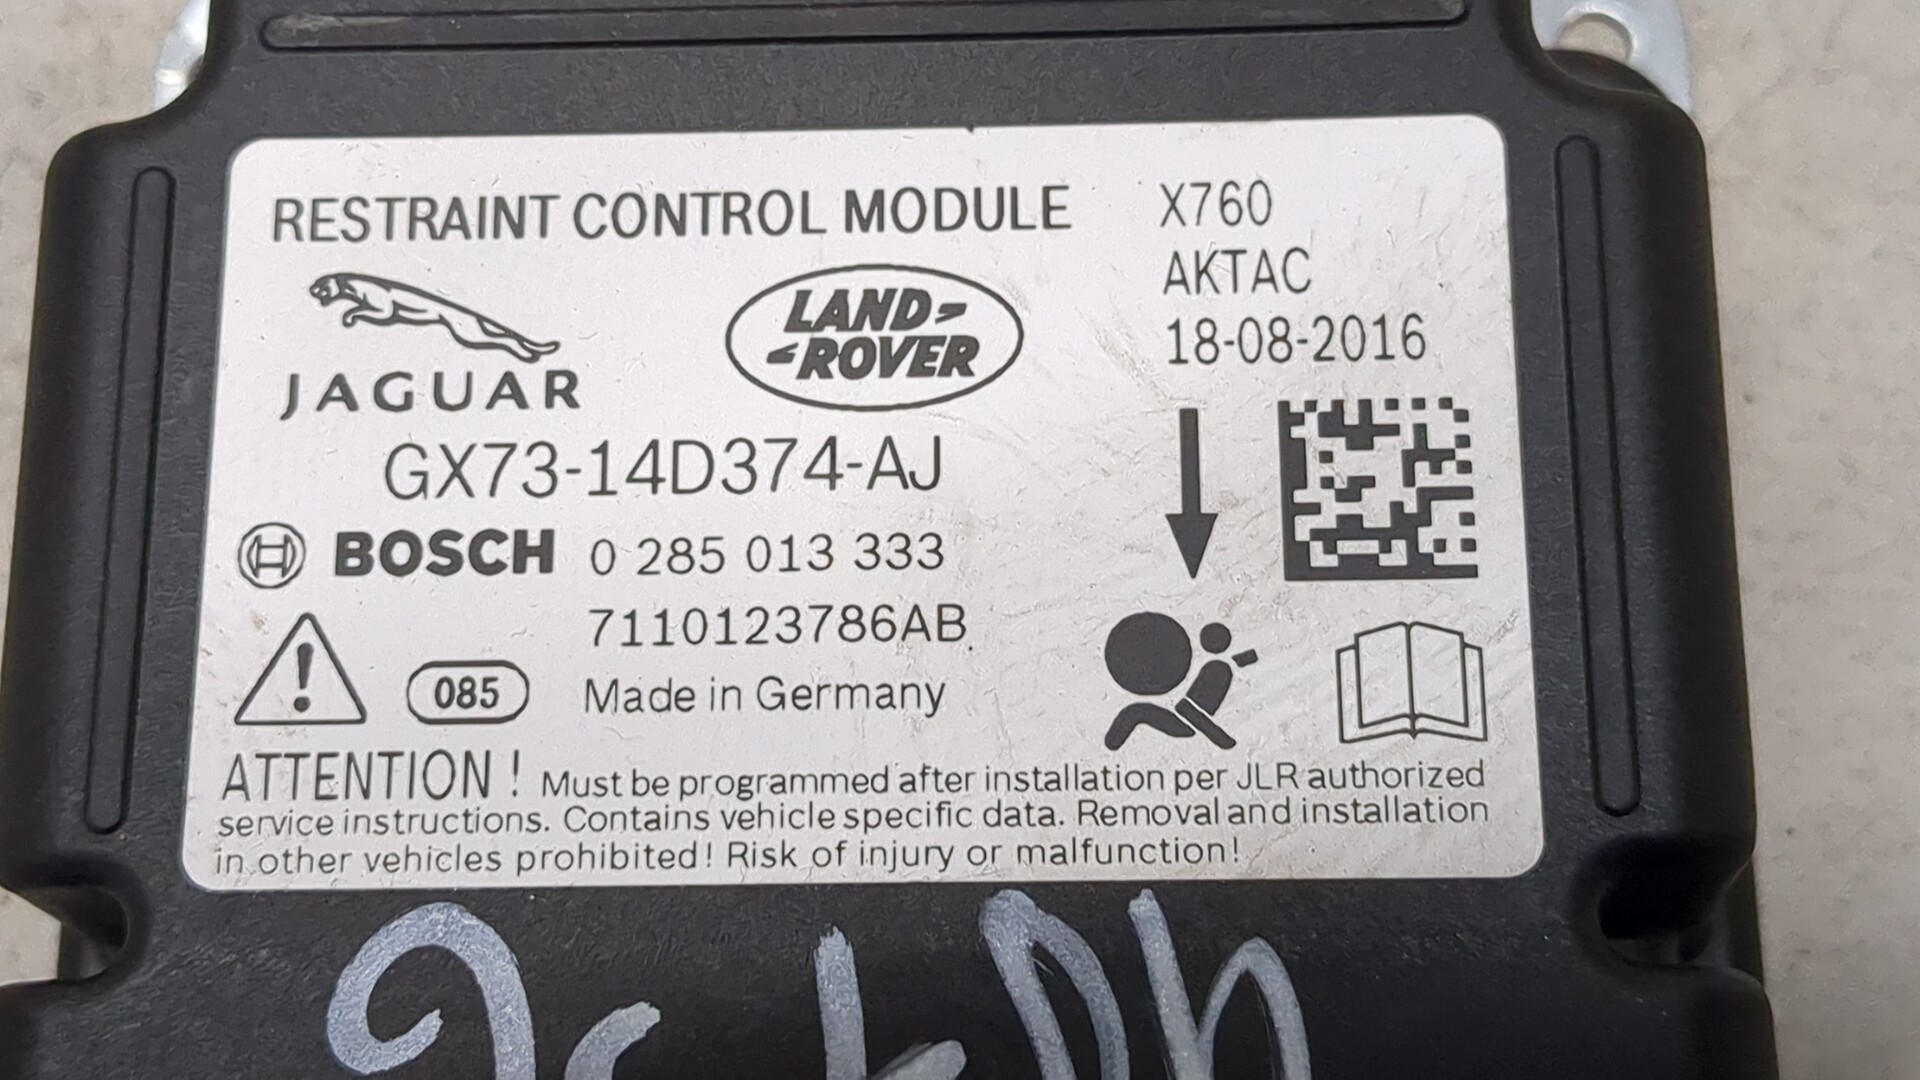 RESTRAINT CONTROL MODULE
X760
AKTAC
18-08-2016
JAGUAR
LAND
ROVER
GX73-14D374-AJ
BOSCH 0 285 013 333
7110123786AB
085 Made in Germany
ATTENTION ! Must be programmed after installation per JLR authorized
service instructions. Contains vehicle specific data. Removal and installation
in other vehicles prohibited! Risk of injury or malfunction!